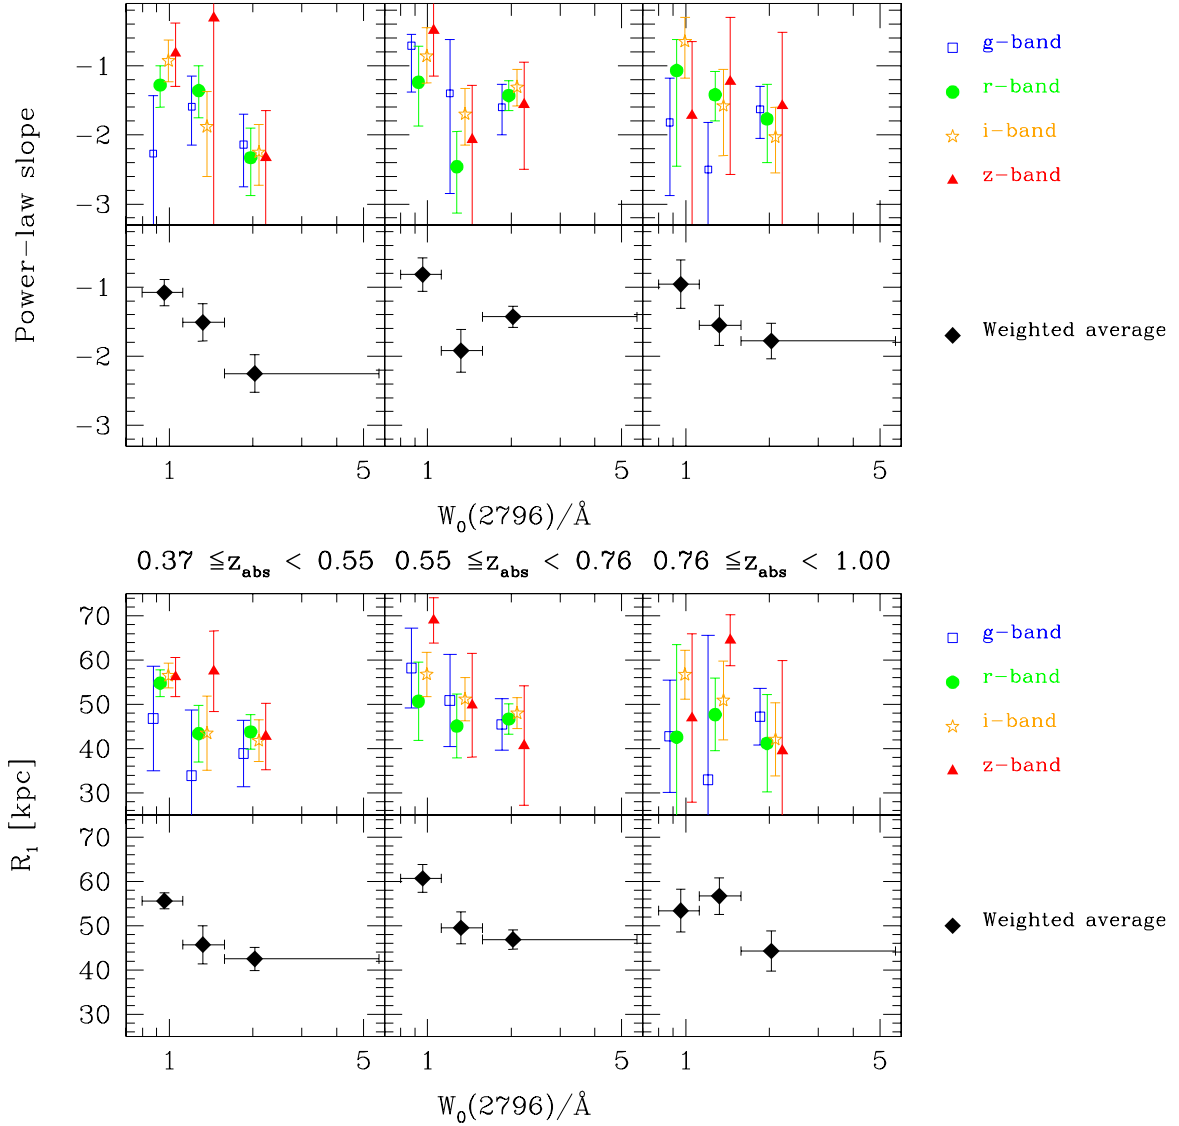 Power-law slope
-1
-2
-3
g-band
r-band
i-band
z-band
-1
-2
-3
Weighted average
1 5 1 5 1 5
W0(2796)/Å
0.37 ≦zabs < 0.55 0.55 ≦zabs < 0.76 0.76 ≦zabs < 1.00
R1 [kpc]
70
60
50
40
30
g-band
r-band
i-band
z-band
70
60
50
40
30
Weighted average
1 5 1 5 1 5
W0(2796)/Å